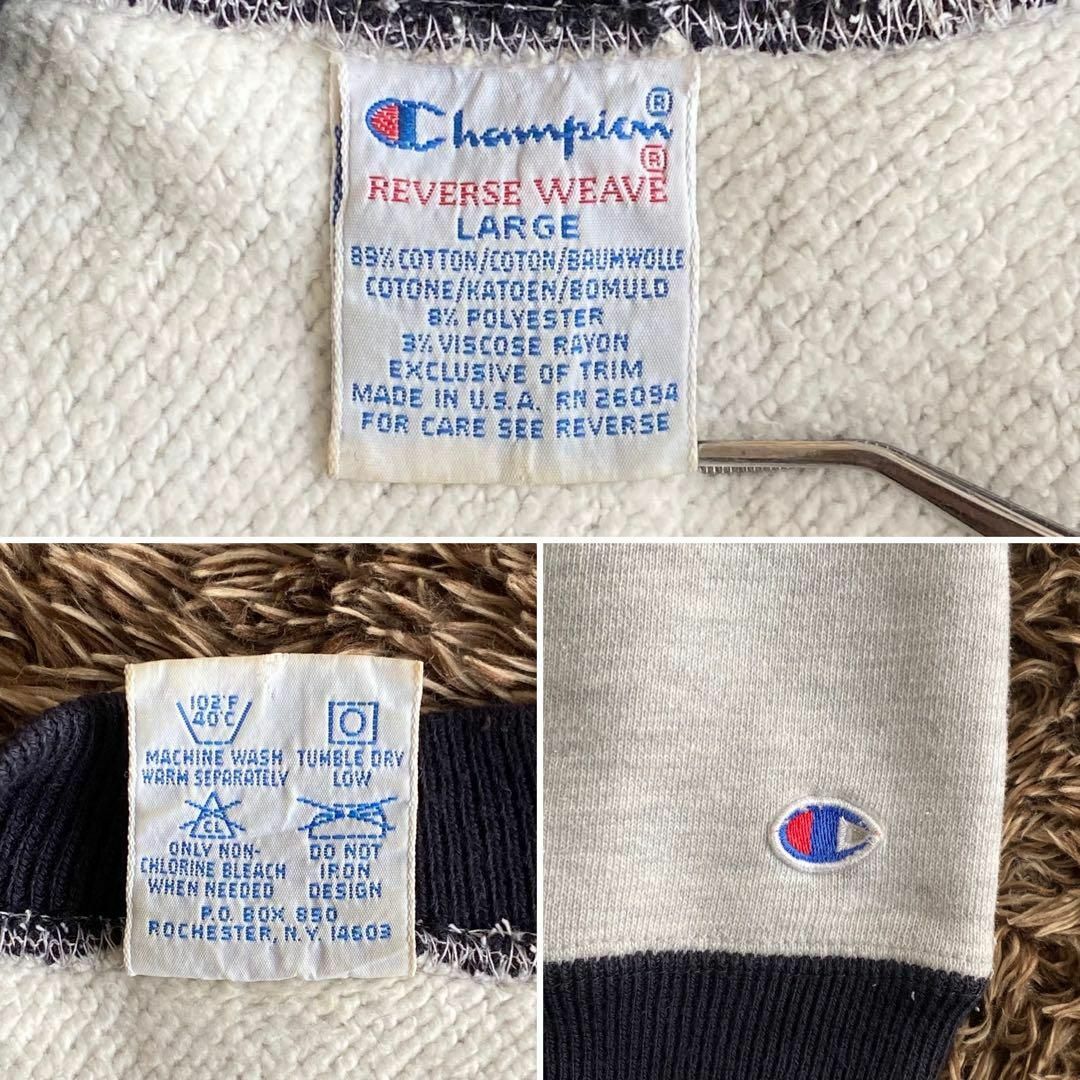 Champion®
REVERSE WEAVE®
LARGE
89% COTTON/COTON/BAUMWOLLE
COTONE/KATOEN/BOMULD
8% POLYESTER
3% VISCOSE RAYON
EXCLUSIVE OF TRIM
MADE IN U.S.A. RN 26094
FOR CARE SEE REVERSE
102°F
40°C
MACHINE WASH
WARM SEPARATELY
TUMBLE DRY
LOW
CL
ONLY NON-
CHLORINE BLEACH
WHEN NEEDED
DO NOT
IRON
DESIGN
P.O. BOX 850
ROCHESTER, N.Y. 14603